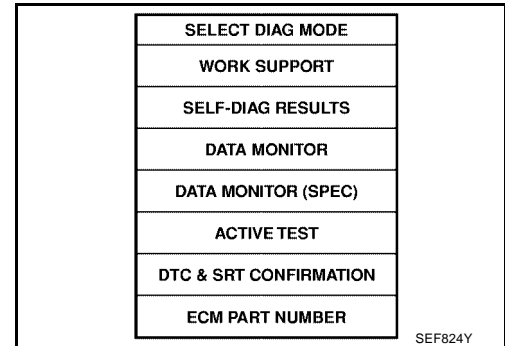 SELECT DIAG MODE
WORK SUPPORT
SELF-DIAG RESULTS
DATA MONITOR
DATA MONITOR (SPEC)
ACTIVE TEST
DTC & SRT CONFIRMATION
ECM PART NUMBER
SEF824Y